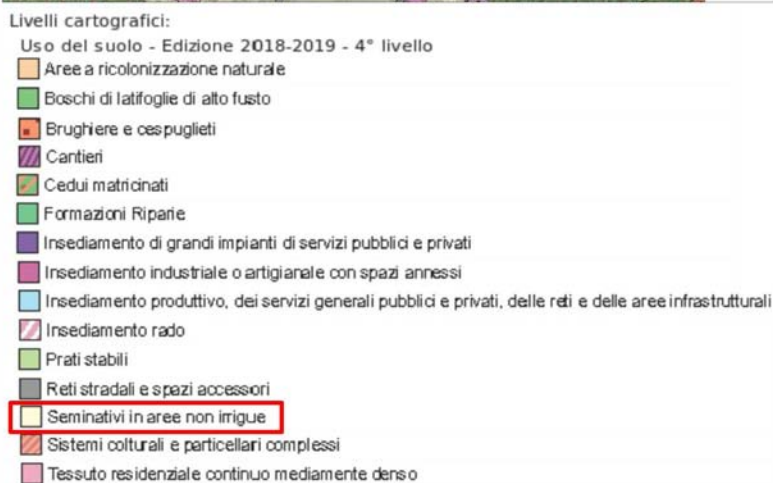 Livelli cartografici:
Uso del suolo - Edizione 2018-2019 - 4° livello
Aree a ricolonizzazione naturale
Boschi di latifoglie di alto fusto
Brughiere e cespuglieti
Cantieri
Cedui matricinati
Formazioni Riparie
Insediamento di grandi impianti di servizi pubblici e privati
Insediamento industriale o artigianale con spazi annessi
Insediamento produttivo, dei servizi generali pubblici e privati, delle reti e delle aree infrastrutturali
Insediamento rado
Prati stabili
Reti stradali e spazi accessori
Seminativi in aree non irrigue
Sistemi colturali e particellari complessi
Tessuto residenziale continuo mediamente denso